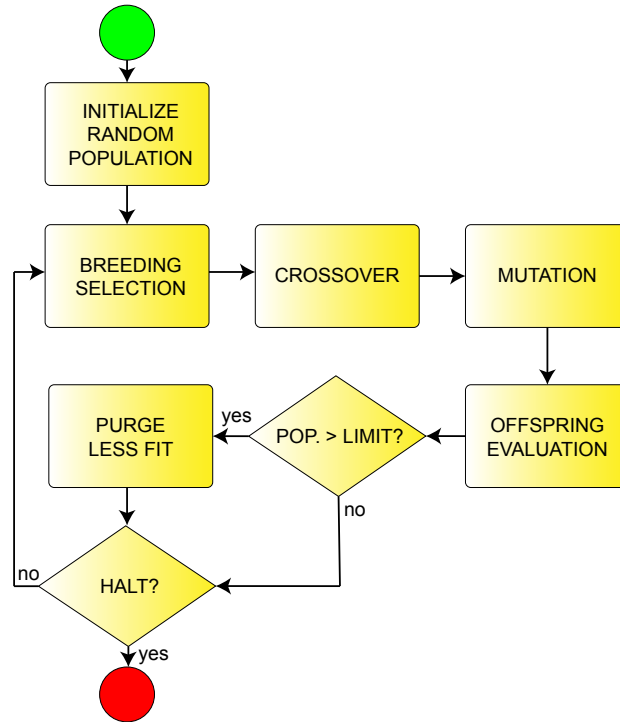 INITIALIZE
RANDOM
POPULATION
BREEDING
SELECTION
CROSSOVER
MUTATION
PURGE
LESS FIT
yes
POP. > LIMIT?
OFFSPRING
EVALUATION
no
no
HALT?
yes